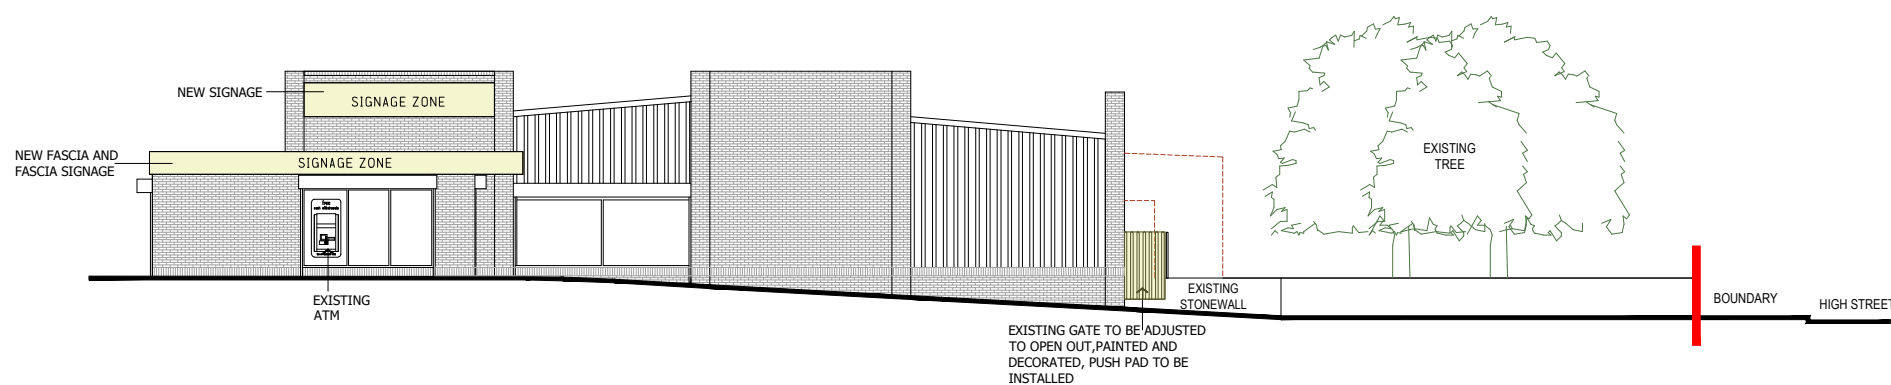 NEW SIGNAGE
SIGNAGE ZONE
NEW FASCIA AND
FASCIA SIGNAGE
SIGNAGE ZONE
EXISTING
TREE
EXISTING
ATM
EXISTING
STONEWALL
BOUNDARY
HIGH STREET
EXISTING GATE TO BE ADJUSTED
TO OPEN OUT,PAINTED AND
DECORATED, PUSH PAD TO BE
INSTALLED